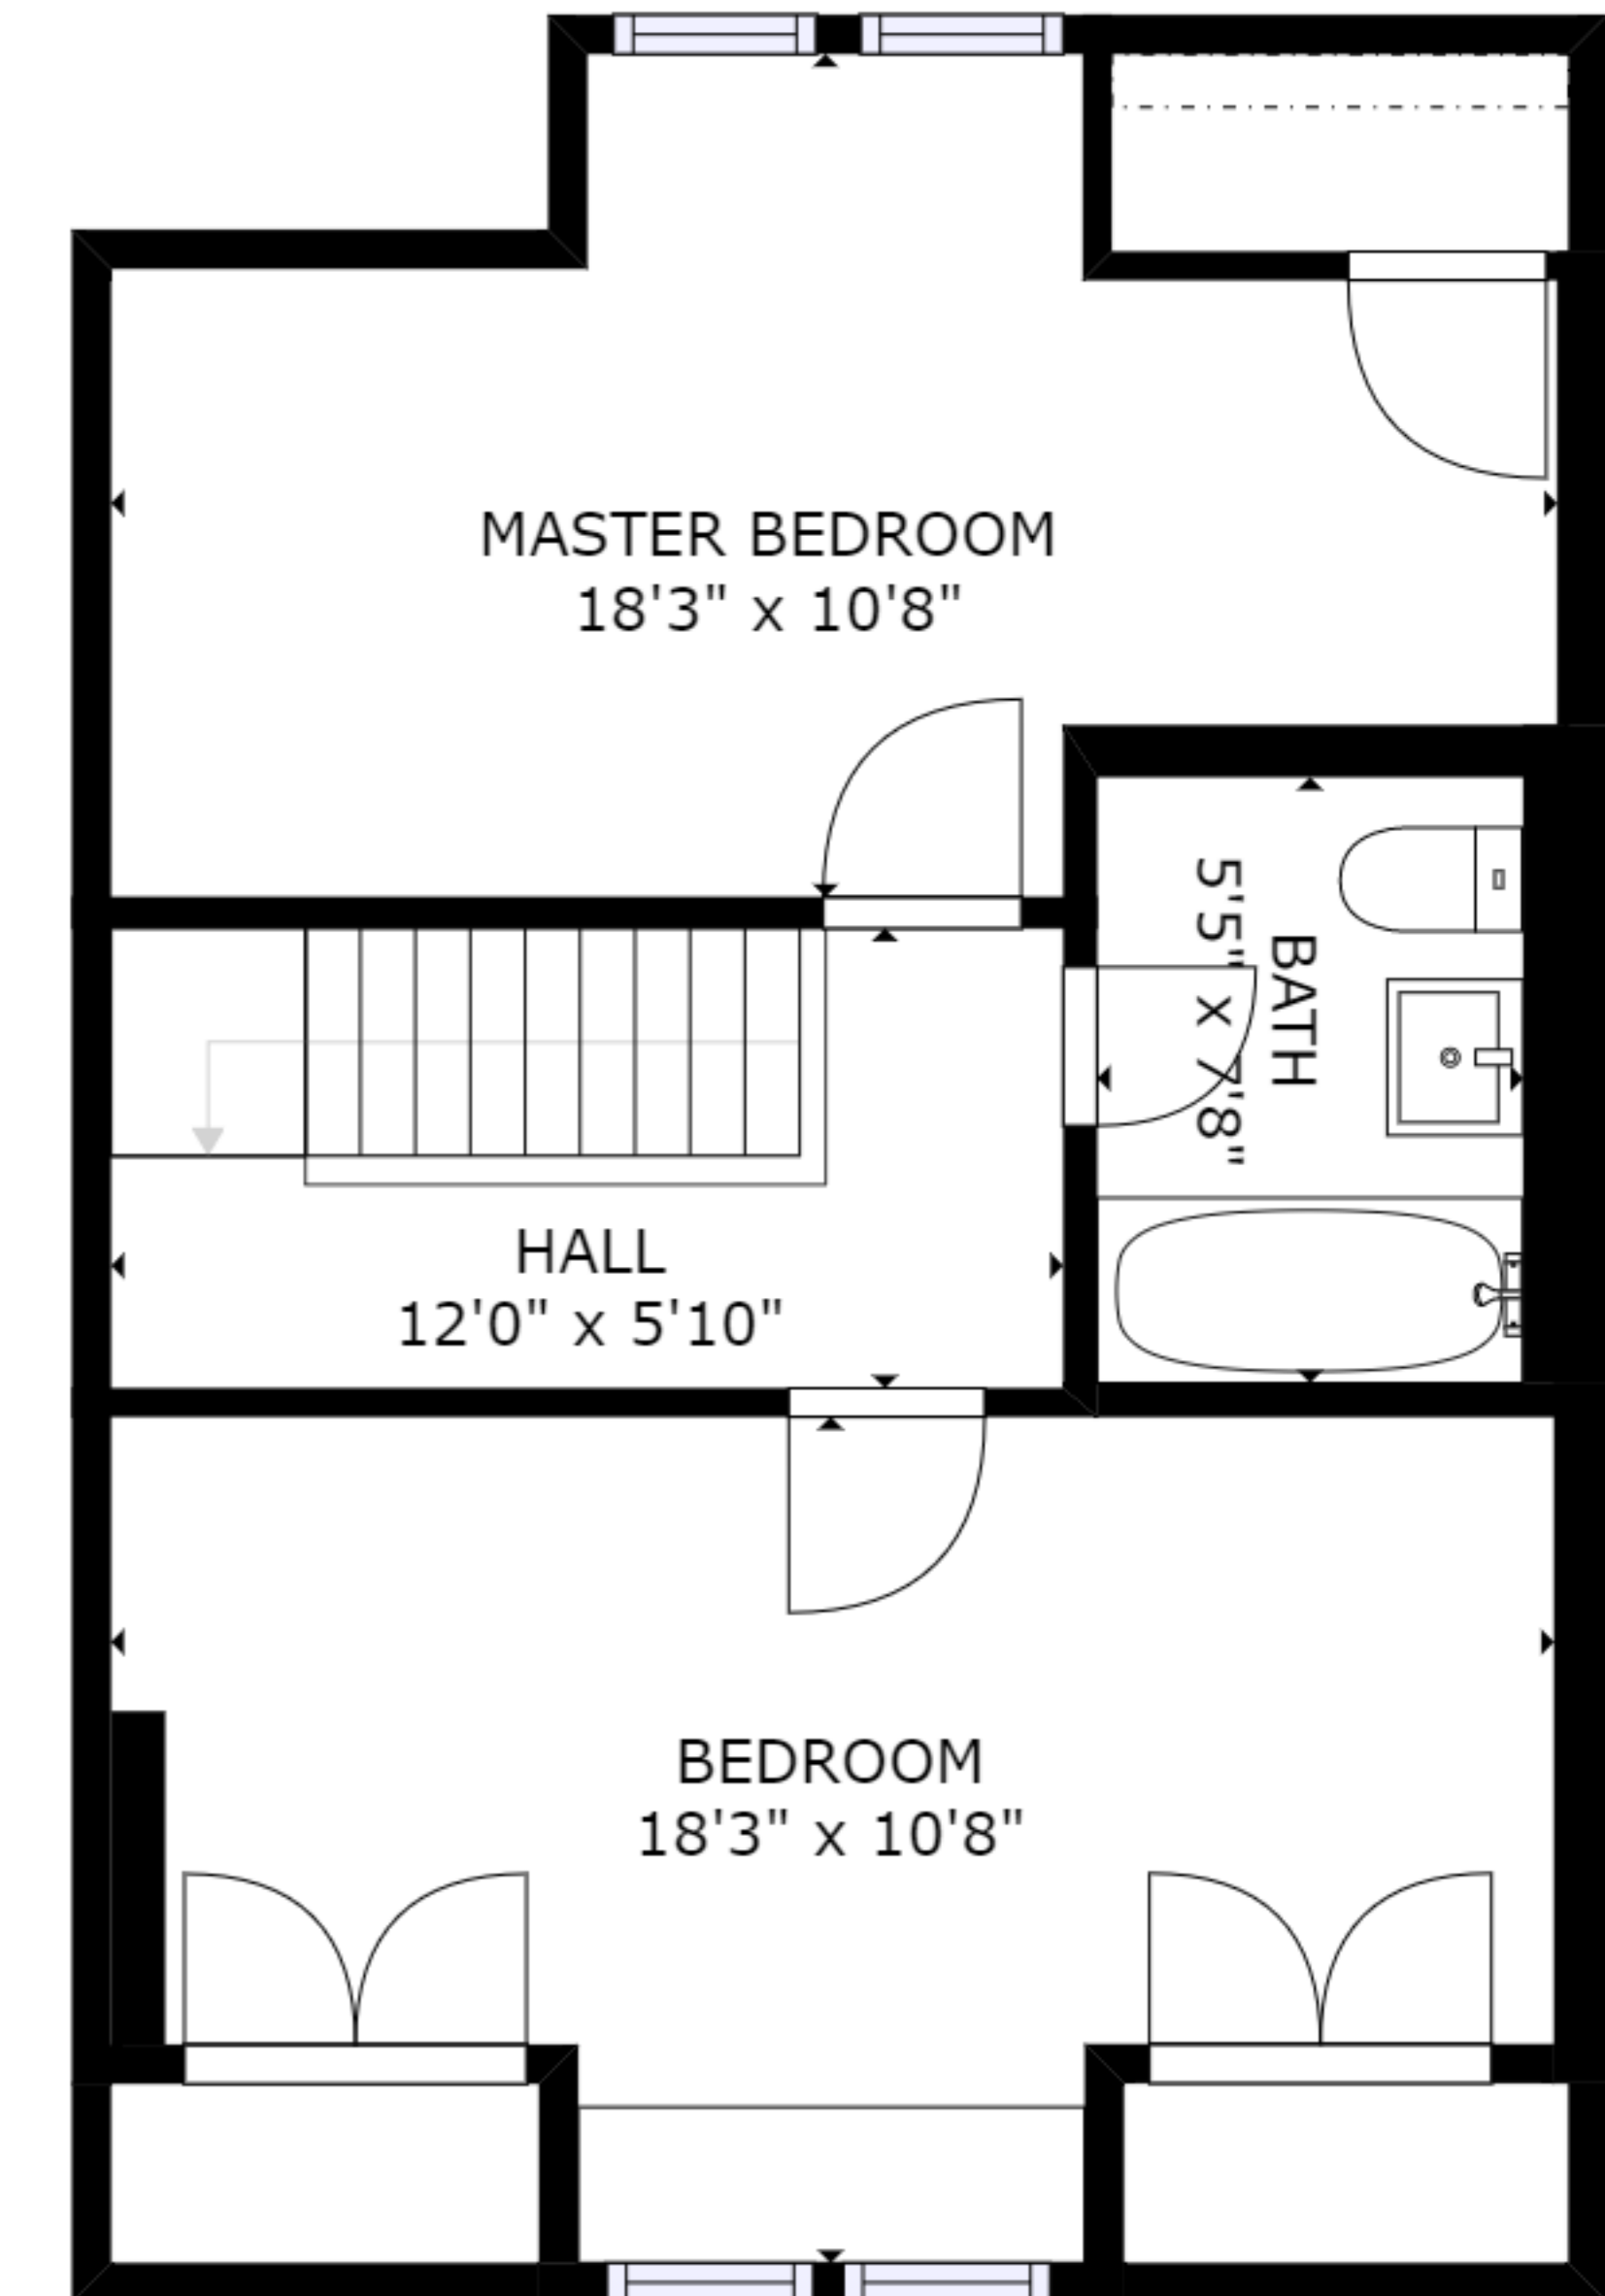 MASTER BEDROOM
18'3" x 10'8"
BATH
5'5" x 7'8"
HALL
12'0" x 5'10"
BEDROOM
18'3" x 10'8"